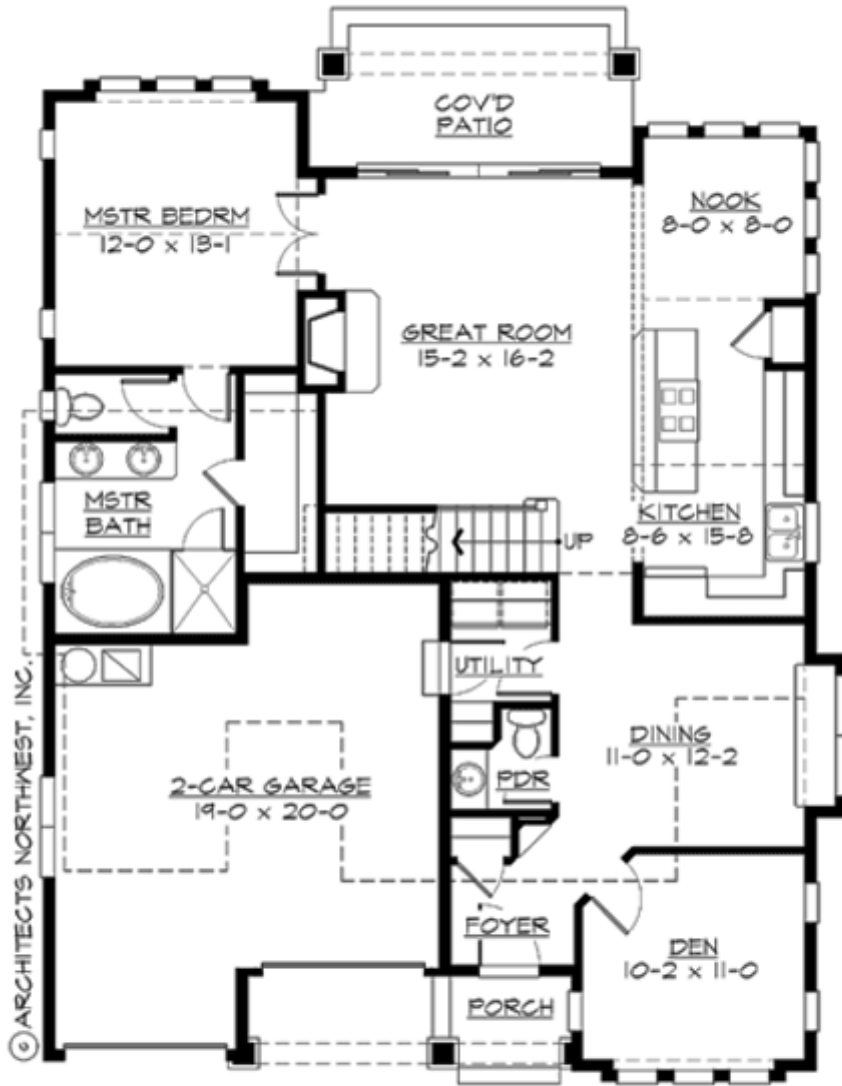 COV'D
PATIO
MSTR BEDRM
12-0 x 13-1
NOOK
8-0 x 8-0
GREAT ROOM
15-2 x 16-2
MSTR
BATH
KITCHEN
8-6 x 15-8
UP
UTILITY
DINING
11-0 x 12-2
2-CAR GARAGE
19-0 x 20-0
PDR
FOYER
DEN
10-2 x 11-0
PORCH
© ARCHITECTS NORTHWEST, INC.